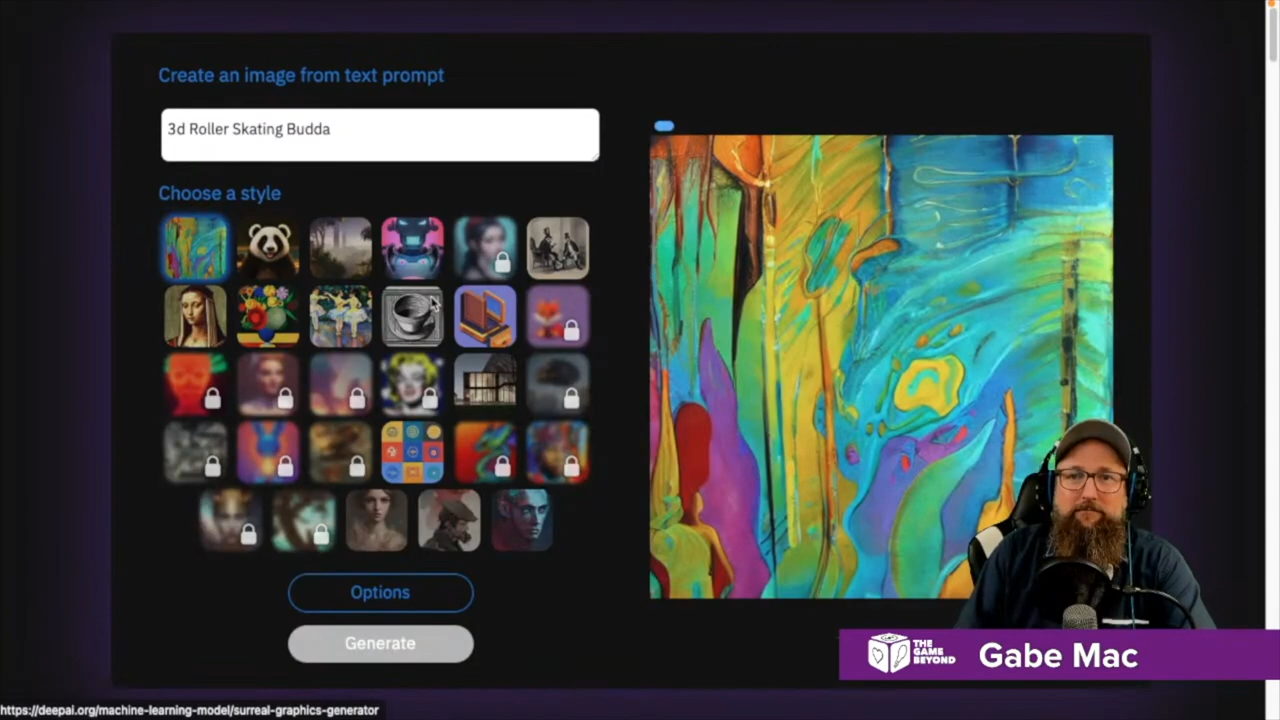 Create an image from text prompt
3d Roller Skating Budda
Choose a style
Options
Generate
THE
GAME
BEYOND
Gabe Mac
https://deepai.org/machine-learning-model/surreal-graphics-generator